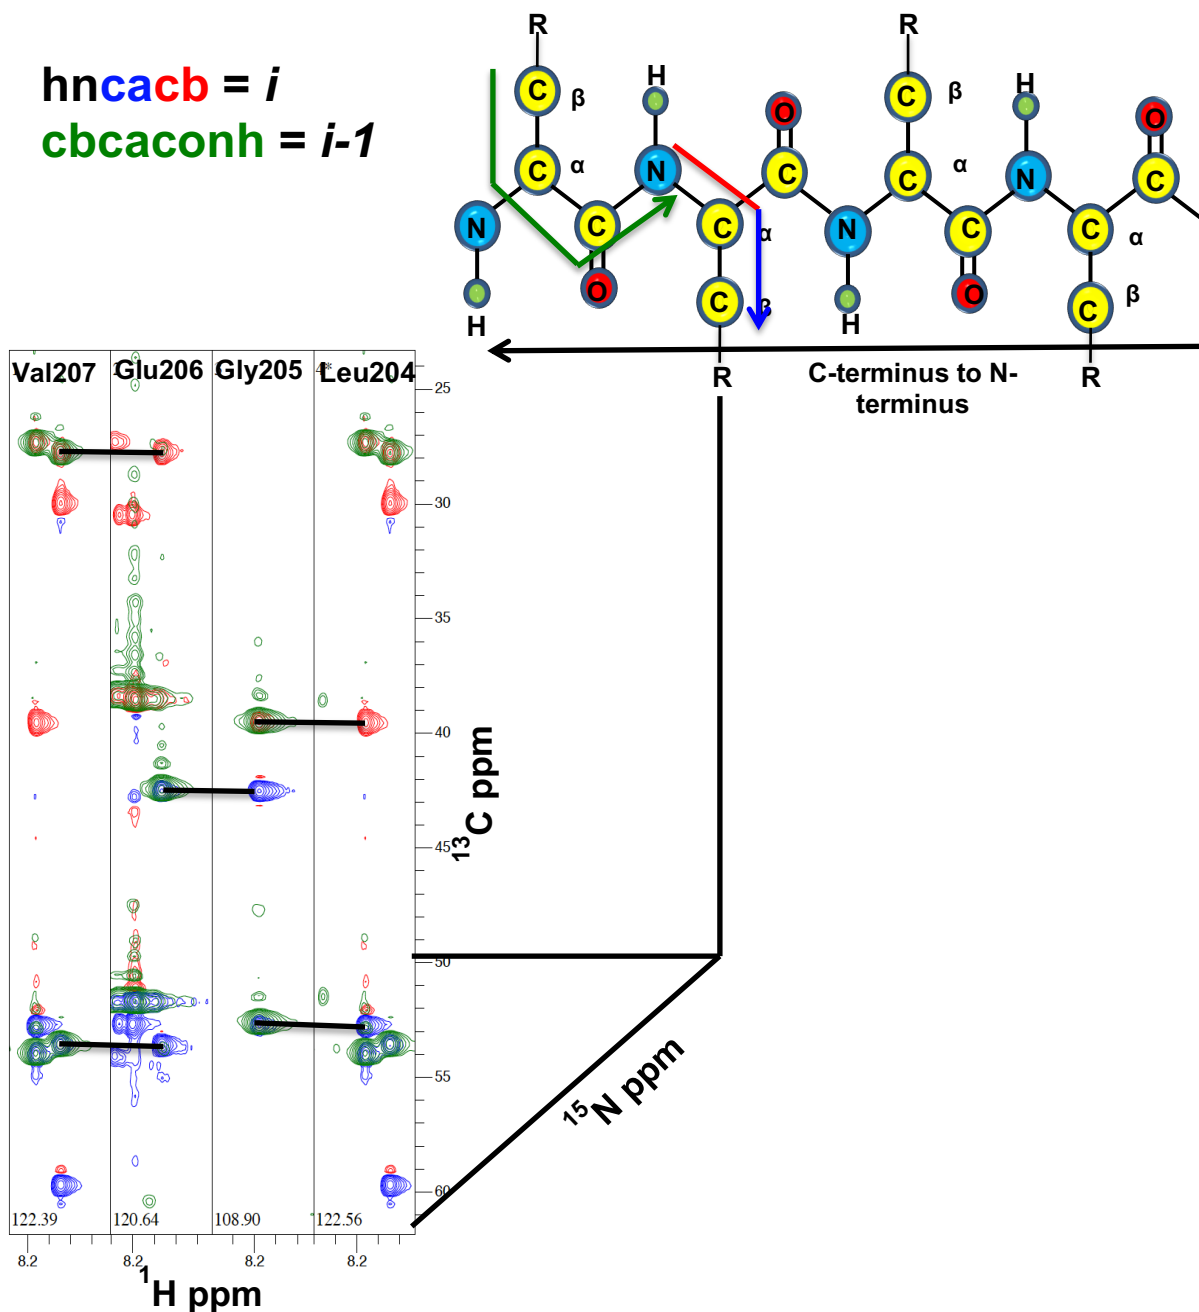 hncacb = i
cbcaconh = i-1
R
R
C
β
H
C
β
H
O
O
C
α
N
C
C
α
N
C
N
C
C
α
N
C
C
α
O
C
β
O
C
β
H
H
C-terminus to N-
terminus
R
R
Val207
Glu206
Gly205
4*
Leu204
25
30
35
40
45
50
55
60
13C ppm
15N ppm
122.39
120.64
108.90
122.56
8.2
8.2
8.2
8.2
1H ppm